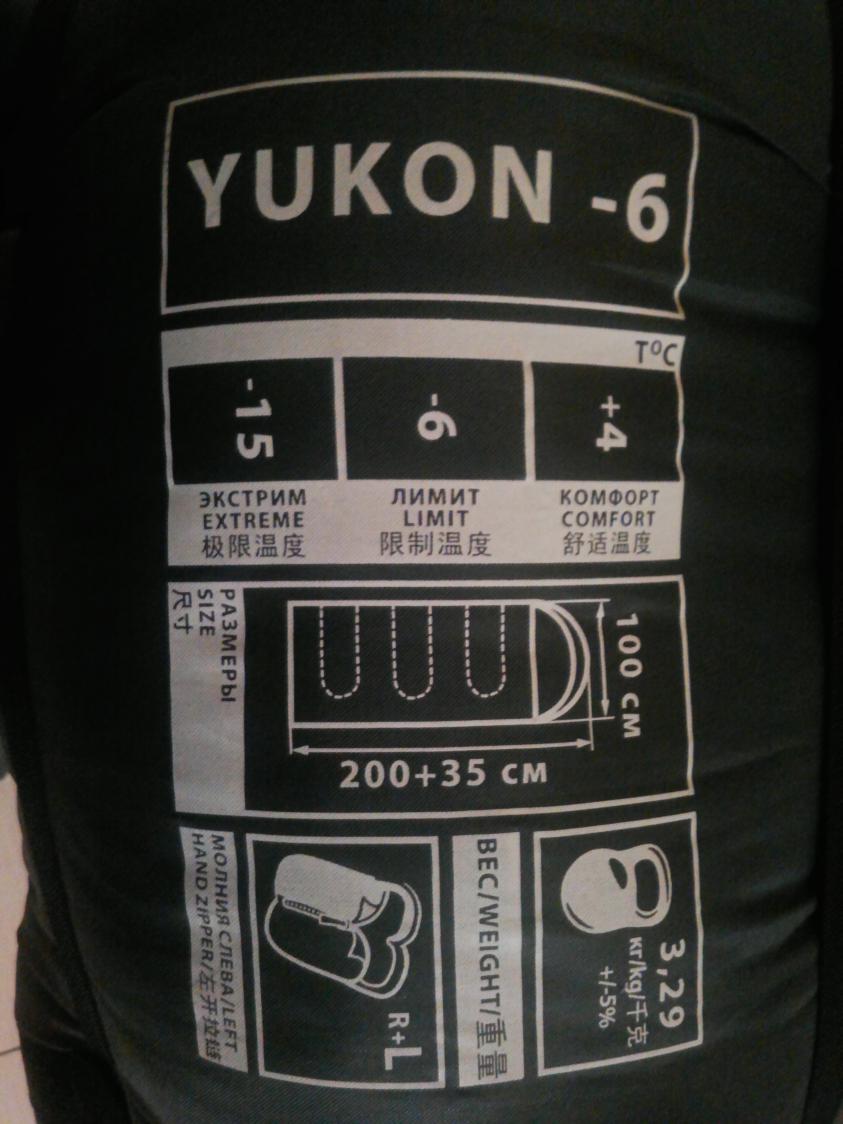 YUKON -6
T°C
-15
-6
+4
ЭКСТРИМ
EXTREME
极限温度
ЛИМИТ
LIMIT
限制温度
КОМФОРТ
COMFORT
舒适温度
РАЗМЕРЫ
SIZE
尺寸
100 см
200+35 см
МОЛНИЯ СЛЕВА/LEFT
HAND ZIPPER/左开拉链
R+L
ВЕС/WEIGHT/重量
3,29
кг/kg/千克
+/-5%